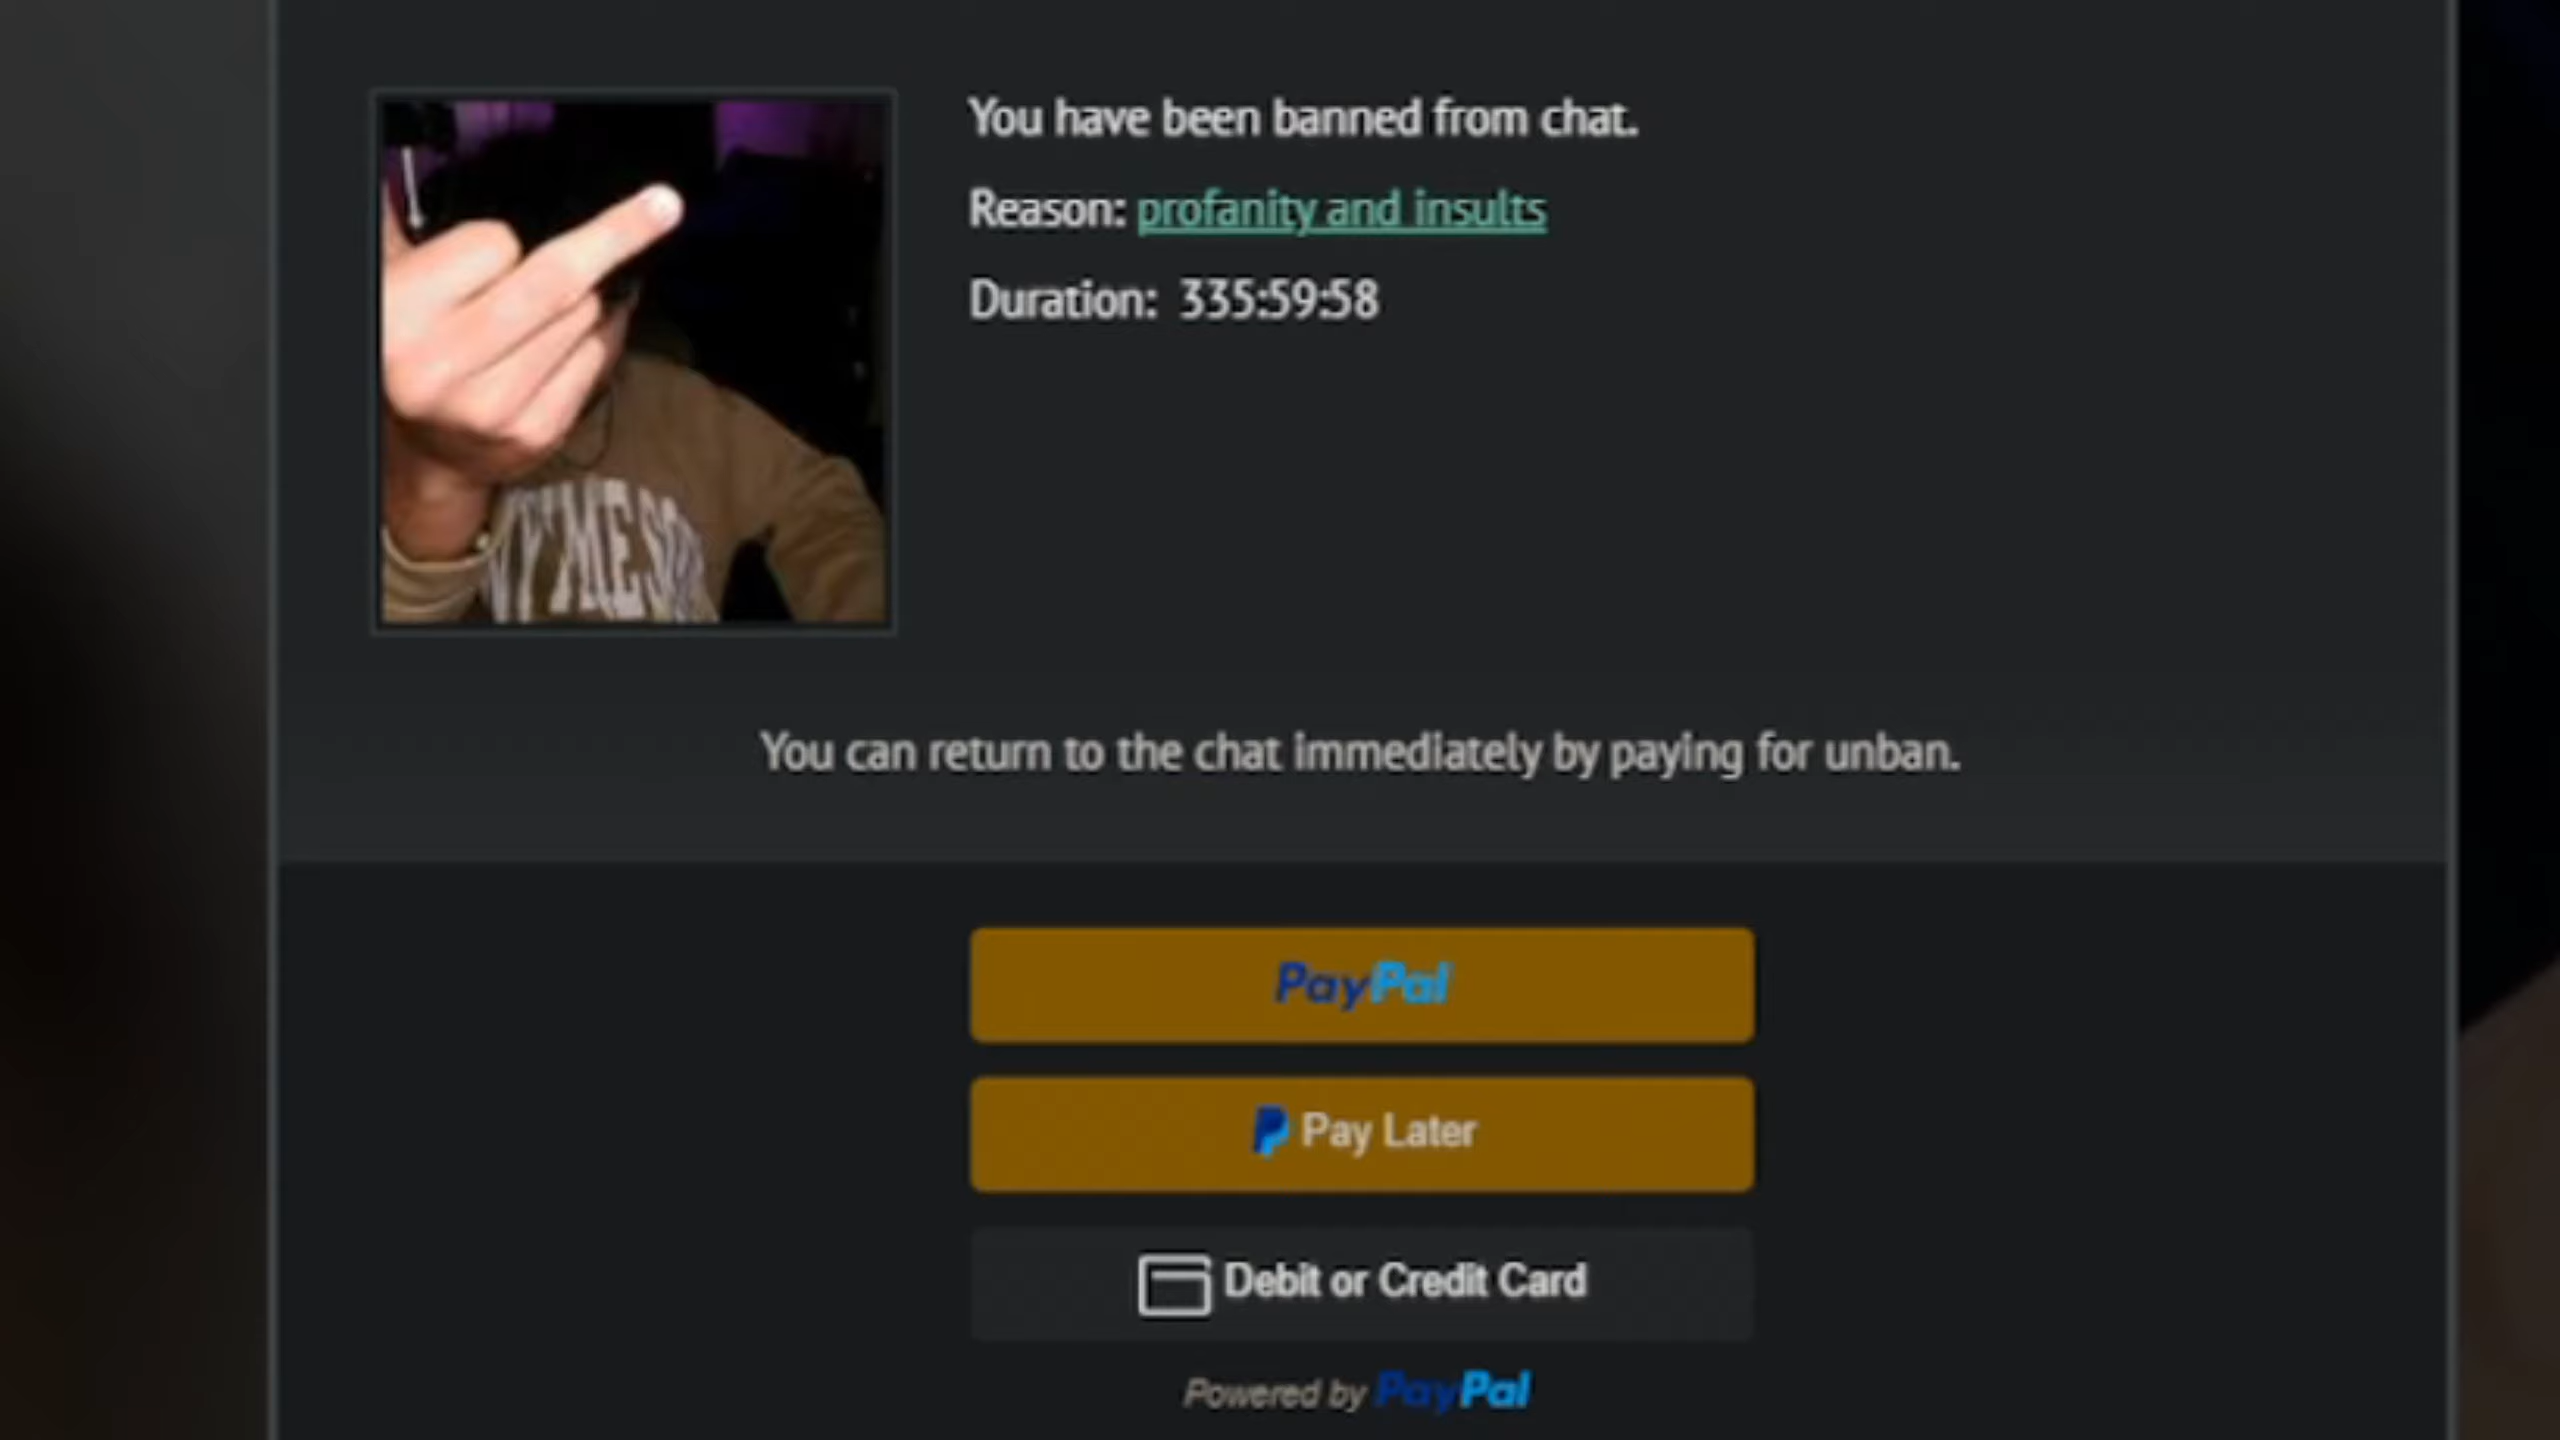 You have been banned from chat.
Reason: profanity and insults
Duration: 335:59:58
You can return to the chat immediately by paying for unban.
PayPal
Pay Later
Debit or Credit Card
Powered by PayPal